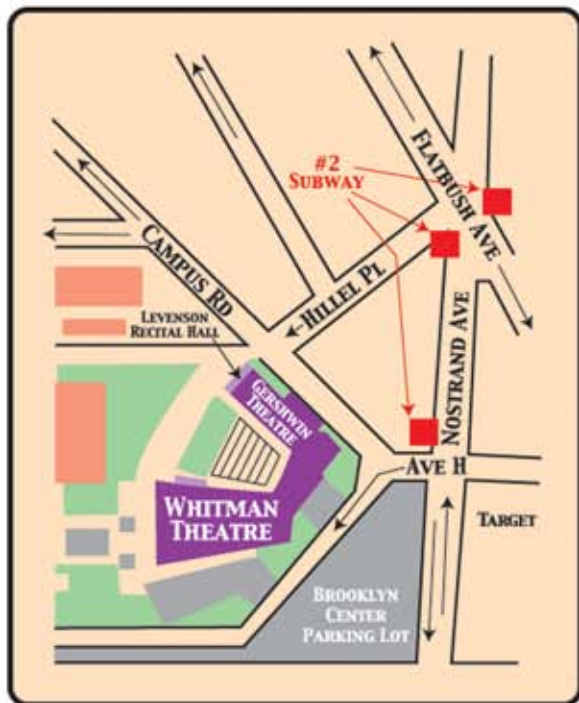 #2
SUBWAY
FLATBUSH AVE
CAMPUS RD
HILLEL PL
LEVENSON
RECITAL HALL
NOSTRAND AVE
GERSHWIN
THEATRE
AVE H
WHITMAN
THEATRE
TARGET
BROOKLYN
CENTER
PARKING LOT